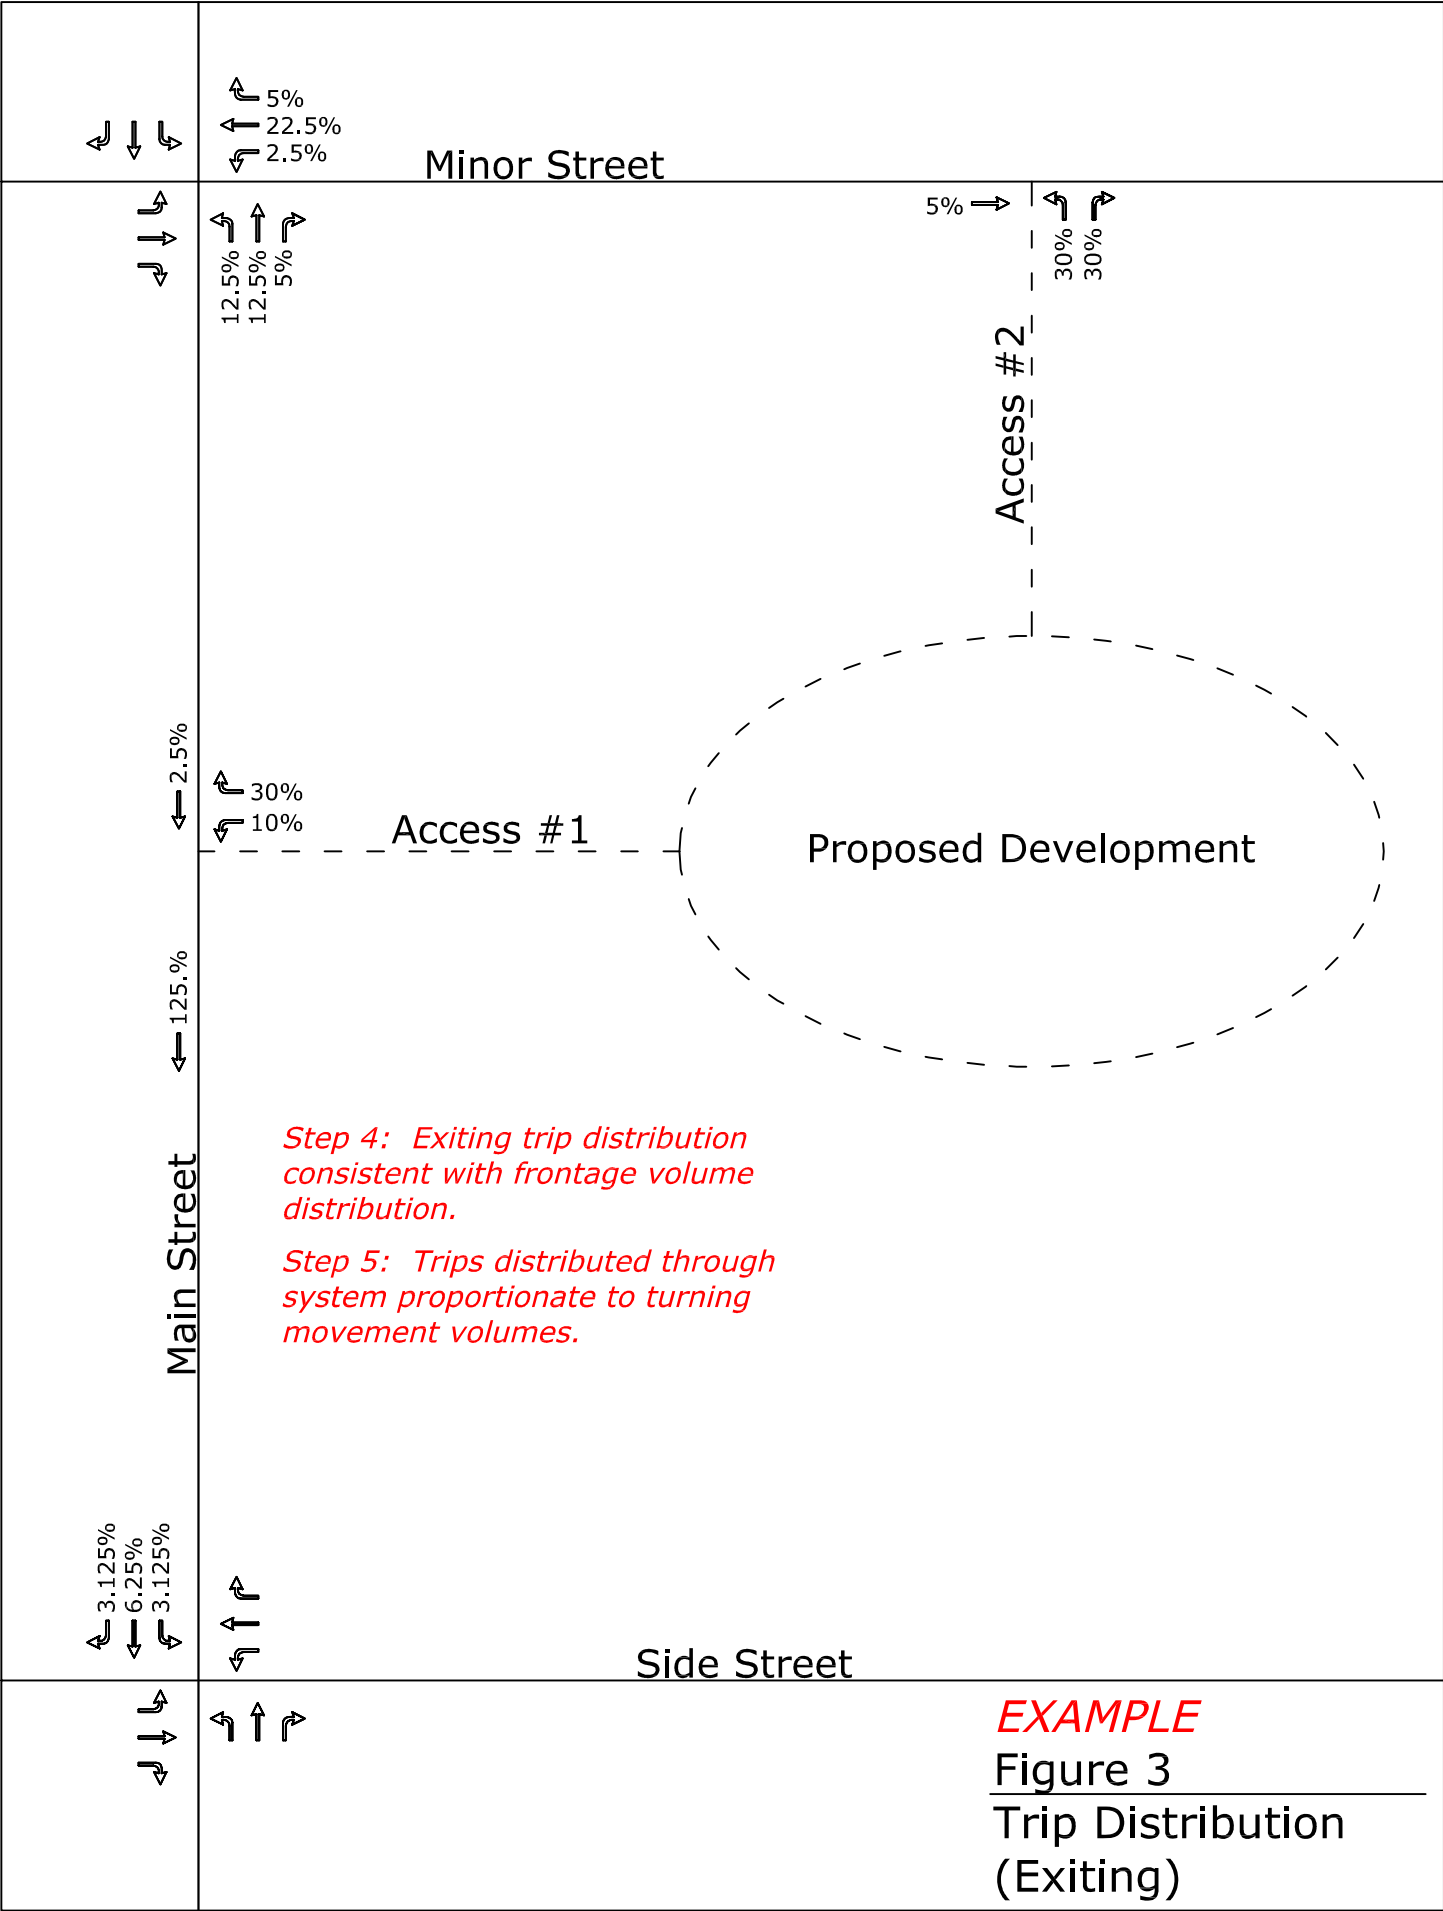 5%
22.5%
2.5%
Minor Street
12.5%
12.5%
5%
5%
30%
30%
Access #2
2.5%
30%
10%
Access #1
Proposed Development
125.%
Main Street
Step 4:  Exiting trip distribution
consistent with frontage volume
distribution.
Step 5:  Trips distributed through
system proportionate to turning
movement volumes.
3.125%
6.25%
3.125%
Side Street
EXAMPLE
Figure 3
Trip Distribution
(Exiting)